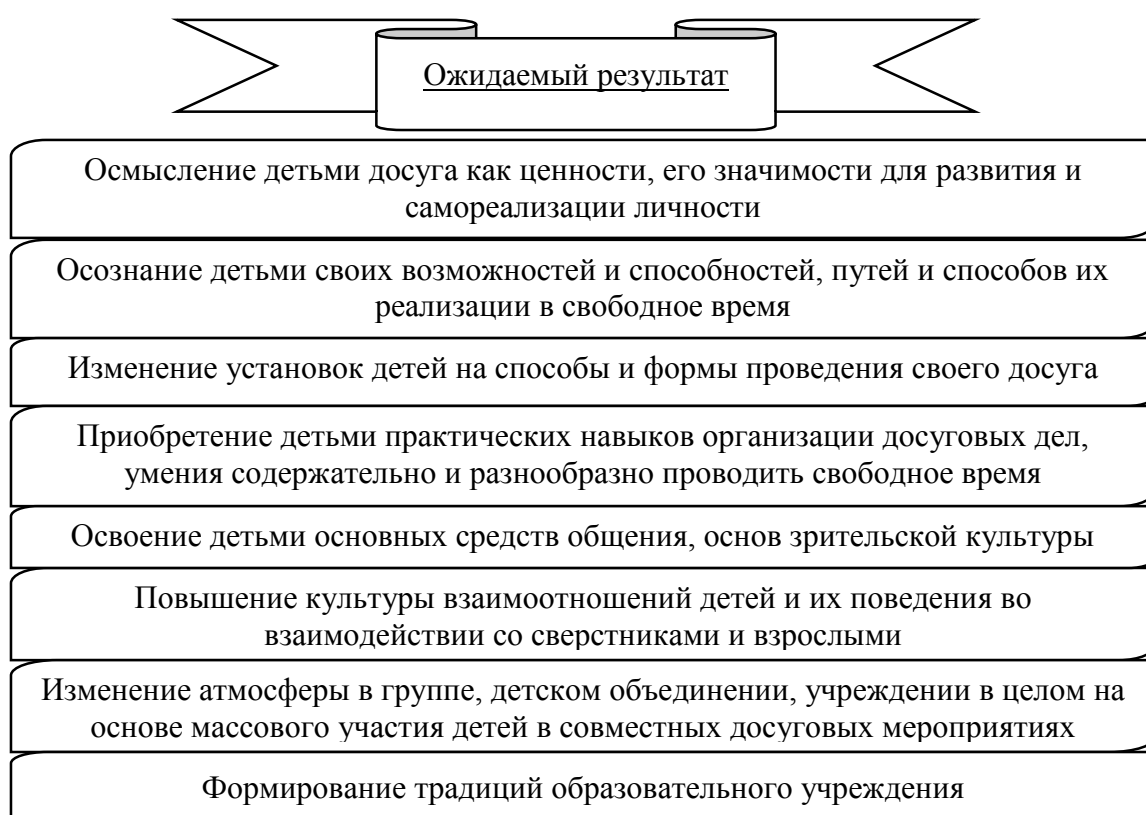 Ожидаемый результат
Осмысление детьми досуга как ценности, его значимости для развития и
самореализации личности
Осознание детьми своих возможностей и способностей, путей и способов их
реализации в свободное время
Изменение установок детей на способы и формы проведения своего досуга
Приобретение детьми практических навыков организации досуговых дел,
умения содержательно и разнообразно проводить свободное время
Освоение детьми основных средств общения, основ зрительской культуры
Повышение культуры взаимоотношений детей и их поведения во
взаимодействии со сверстниками и взрослыми
Изменение атмосферы в группе, детском объединении, учреждении в целом на
основе массового участия детей в совместных досуговых мероприятиях
Формирование традиций образовательного учреждения